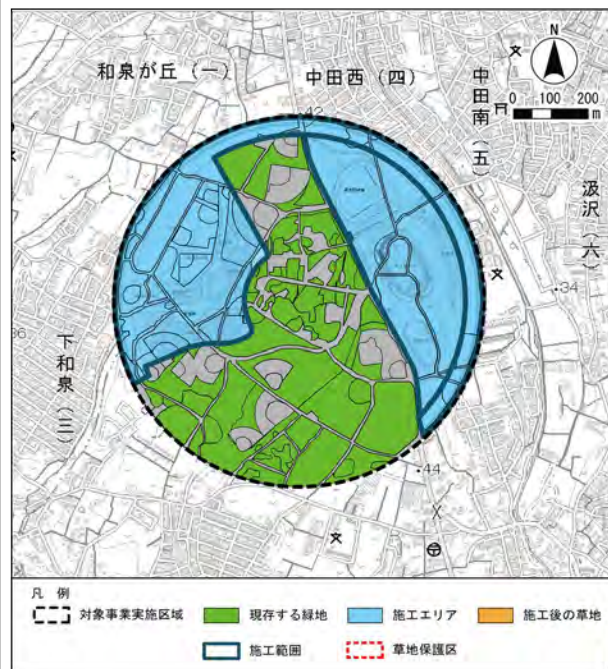 和泉が丘(一)
中田西(四)
中田南(五)
汲沢(六)
下和泉(三)
N
0 100 200
m
42
34
36
44
凡 例
対象事業実施区域 現存する緑地 施工エリア 施工後の草地
施工範囲 草地保護区